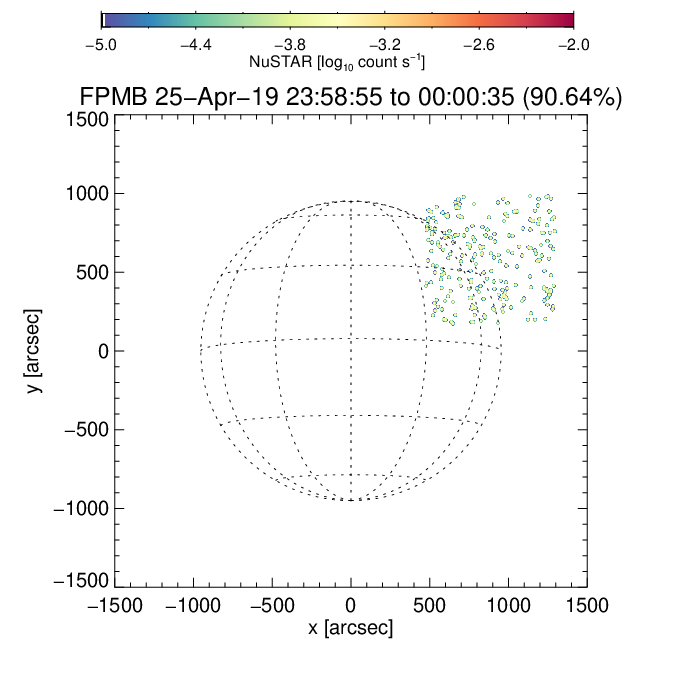 −5.0 −4.4 −3.8 −3.2 −2.6 −2.0
NuSTAR [log10 count s−1]
FPMB 25−Apr−19 23:58:55 to 00:00:35 (90.64%)
1500
1000
500
0
−500
−1000
−1500
y [arcsec]
−1500 −1000 −500 0 500 1000 1500
x [arcsec]